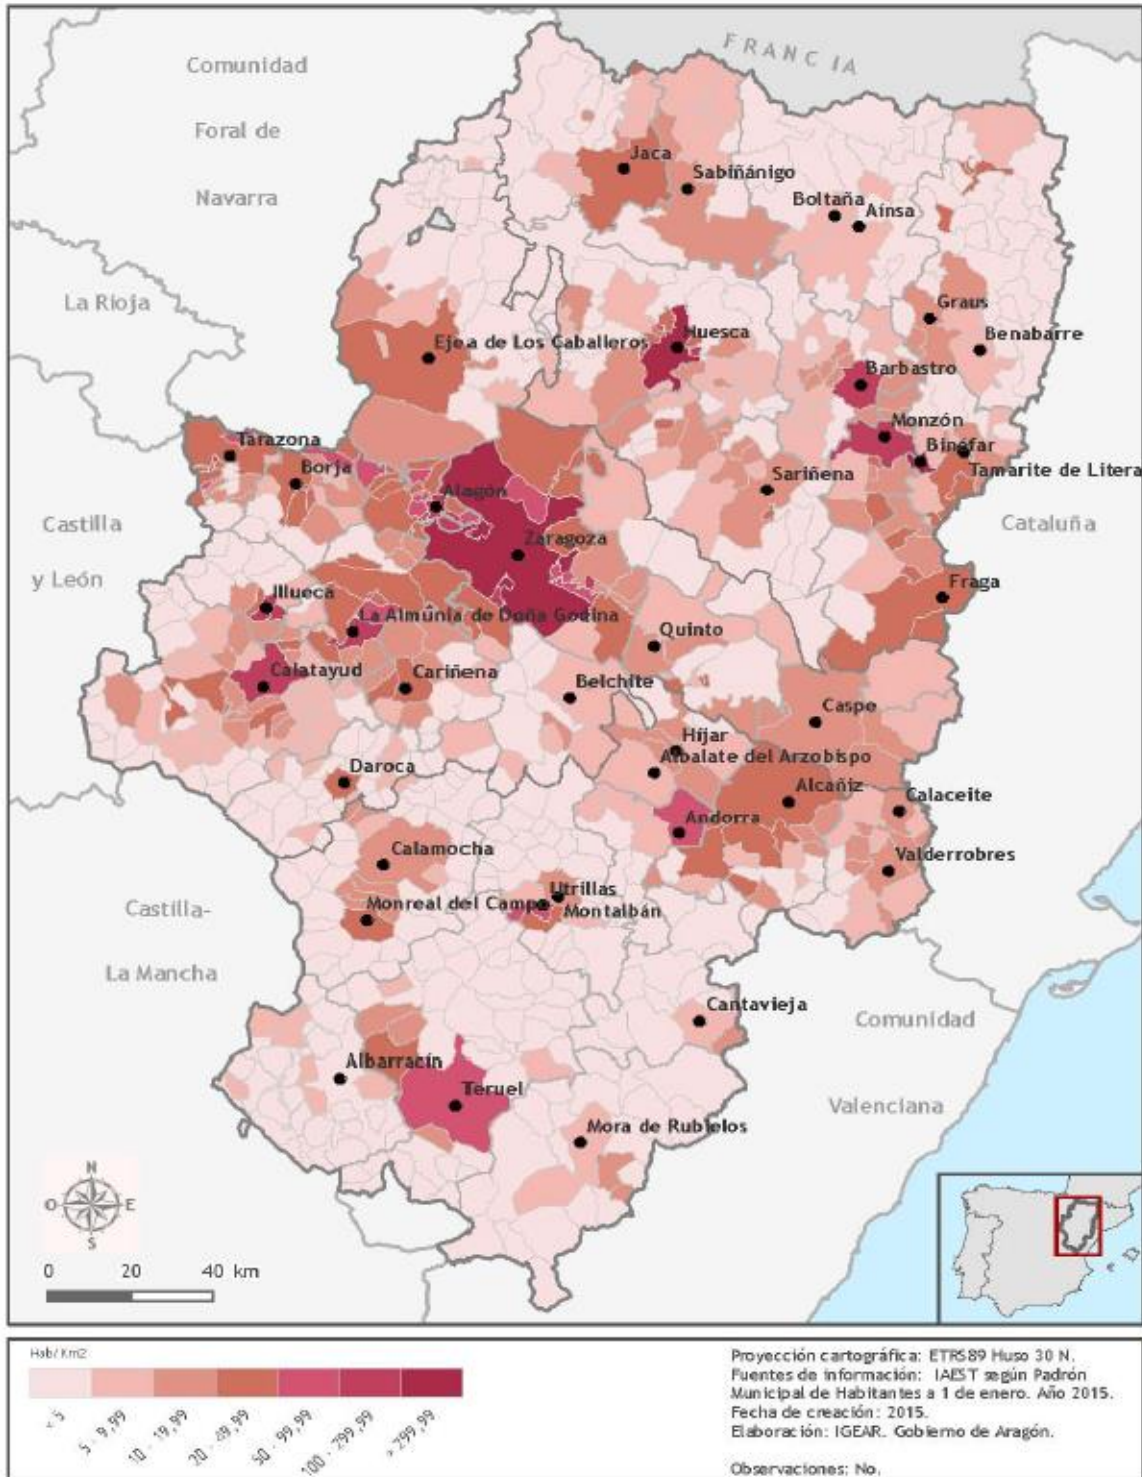 FRANCIA
Comunidad
Foral de
Navarra
Jaca
Sabiñánigo
Boltaña
Aínsa
La Rioja
Graus
Huesca
Ejea de Los Caballeros
Benabarre
Barbastro
Monzón
Tarazona
Binéfar
Tamarite de Litera
Borja
Sariñena
Alagón
Castilla
y León
Cataluña
Zaragoza
Illueca
Fraga
La Almunia de Doña Godina
Quinto
Calatayud
Cariñena
Belchite
Caspe
Híjar
Albalate del Arzobispo
Daroca
Alcañiz
Calaceite
Andorra
Calamocha
Valderrobres
Utrillas
Monreal del Campo
Montalbán
Castilla-
La Mancha
Cantavieja
Comunidad
Valenciana
Albarracín
Teruel
Mora de Rubielos
N
O
E
S
0 20 40 km
Hab/Km2
< 5
5 - 9,99
10 - 19,99
20 - 49,99
50 - 99,99
100 - 299,99
> 299,99
Proyección cartográfica: ETRS89 Huso 30 N.
Fuentes de información: IAEST según Padrón
Municipal de Habitantes a 1 de enero. Año 2015.
Fecha de creación: 2015.
Elaboración: IGEAR. Gobierno de Aragón.
Observaciones: No.